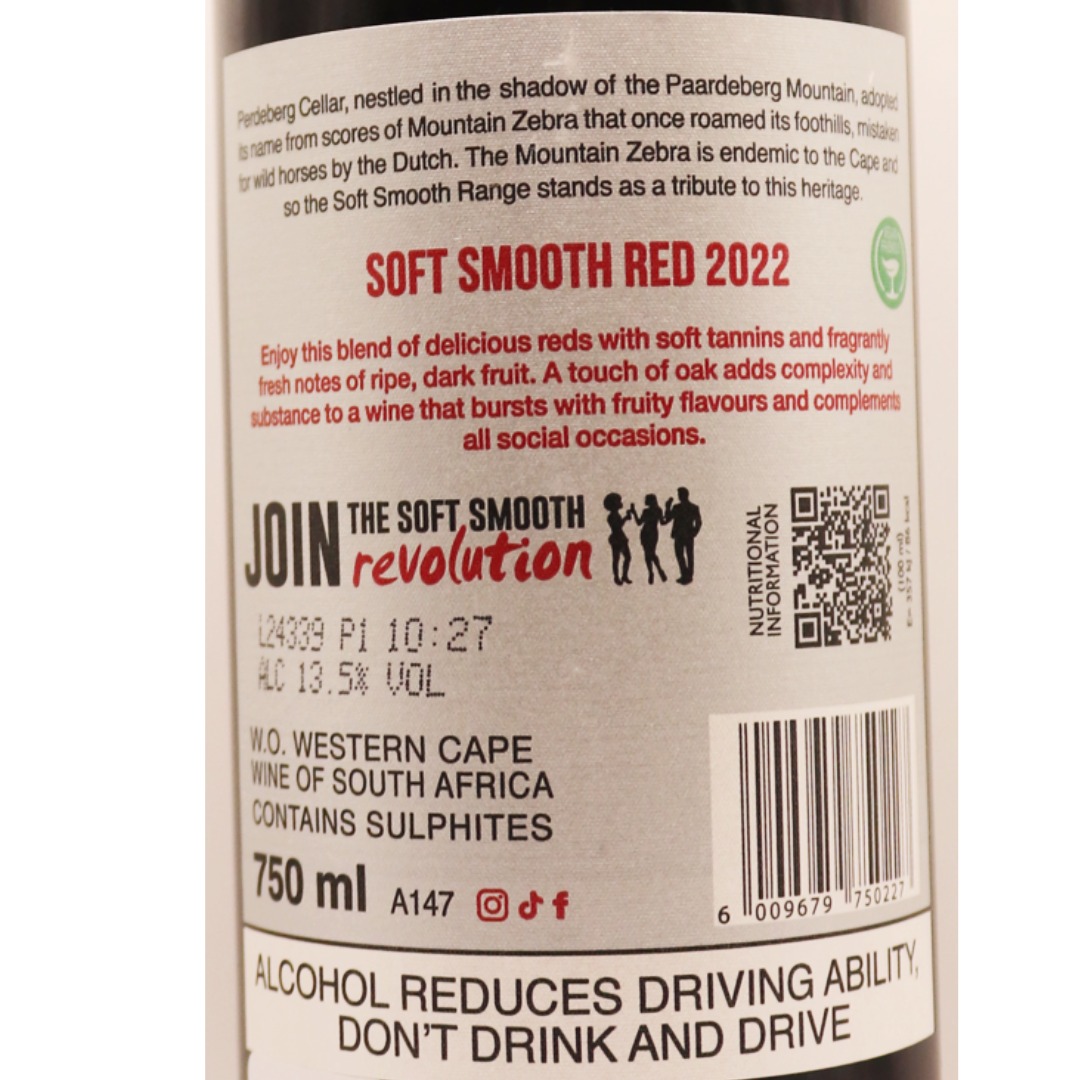 Perdeberg Cellar, nestled in the shadow of the Paardeberg Mountain, adopted
its name from scores of Mountain Zebra that once roamed its foothills, mistaken
for wild horses by the Dutch. The Mountain Zebra is endemic to the Cape and
so the Soft Smooth Range stands as a tribute to this heritage.
SOFT SMOOTH RED 2022
Enjoy this blend of delicious reds with soft tannins and fragrantly
fresh notes of ripe, dark fruit. A touch of oak adds complexity and
substance to a wine that bursts with fruity flavours and complements
all social occasions.
JOIN THE SOFT SMOOTH
revolution
NUTRITIONAL
INFORMATION
(100 ml)
E= 357 kJ / 86 kcal
L24339 P1 10:27
ALC 13.5% VOL
W.O. WESTERN CAPE
WINE OF SOUTH AFRICA
CONTAINS SULPHITES
750 ml A147
6 009679 750227
ALCOHOL REDUCES DRIVING ABILITY,
DON'T DRINK AND DRIVE